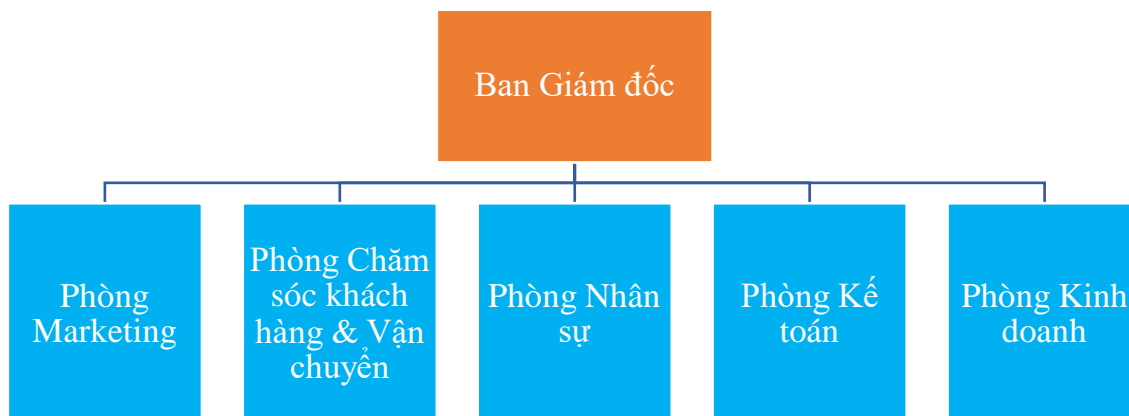 Ban Giám đốc
Phòng
Marketing
Phòng Chăm
sóc khách
hàng & Vận
chuyển
Phòng Nhân
sự
Phòng Kế
toán
Phòng Kinh
doanh